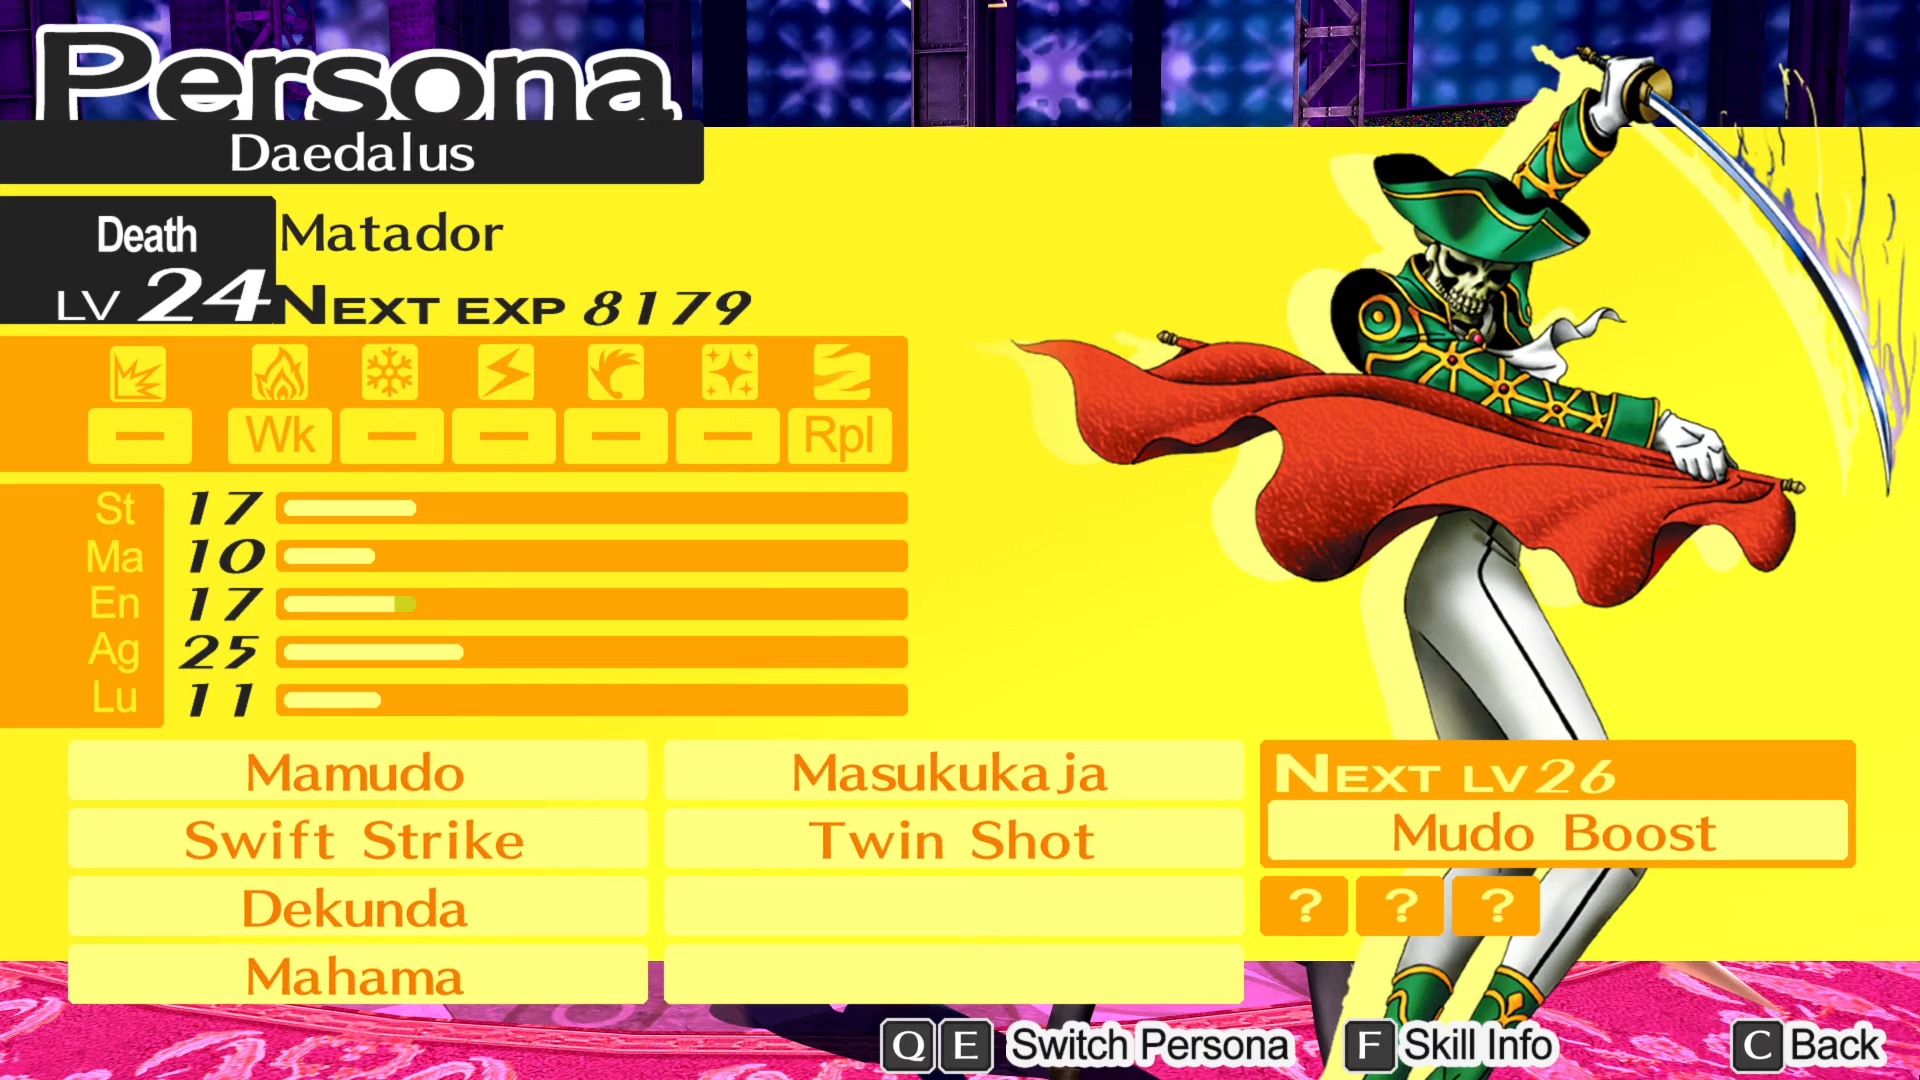 Persona
Daedalus
Death
Matador
LV 24
NEXT EXP 8179
— Wk — — — — Rpl
St 17
Ma 10
En 17
Ag 25
Lu 11
Mamudo
Masukukaja
Swift Strike
Twin Shot
Dekunda
Mahama
NEXT LV 26
Mudo Boost
? ? ?
Q E Switch Persona
F Skill Info
C Back